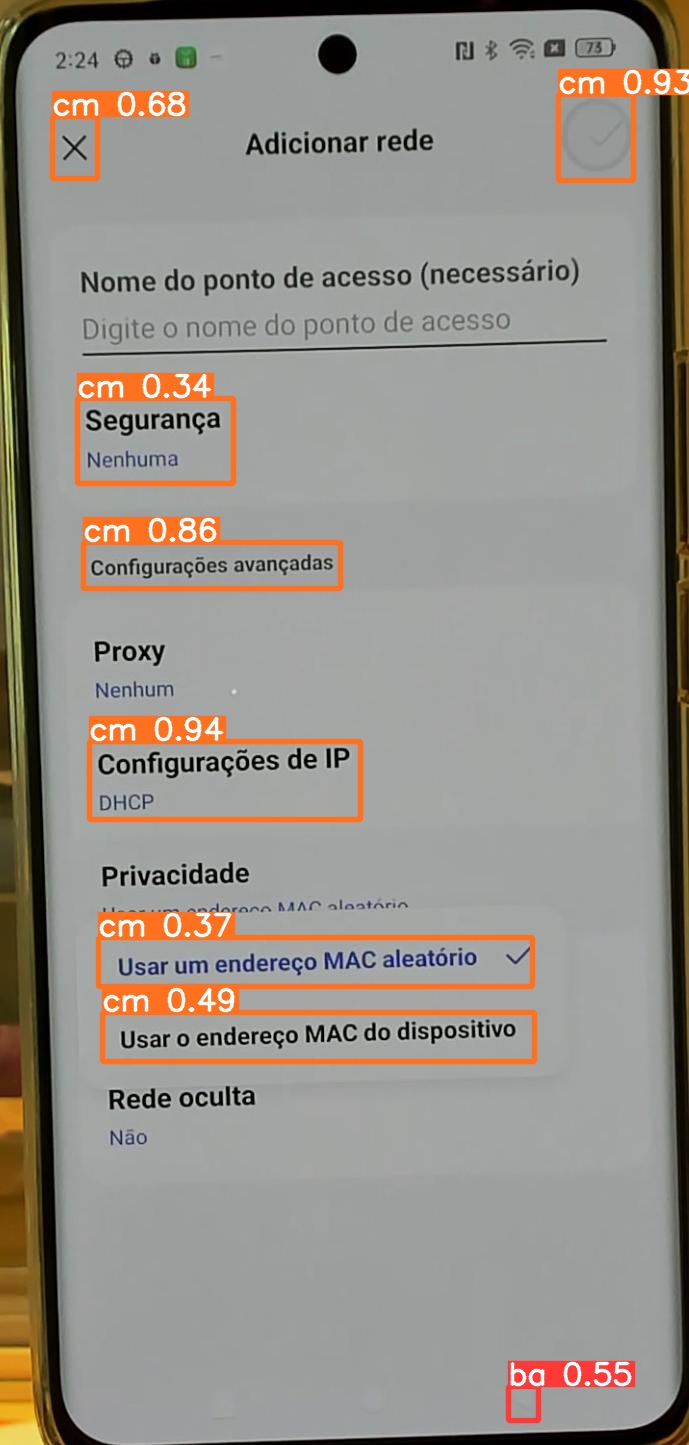 2:24
73
cm 0.68
cm 0.93
Adicionar rede
Nome do ponto de acesso (necessário)
Digite o nome do ponto de acesso
cm 0.34
Segurança
Nenhuma
cm 0.86
Configurações avançadas
Proxy
Nenhum
cm 0.94
Configurações de IP
DHCP
Privacidade
Usar um endereço MAC aleatório
cm 0.37
Usar um endereço MAC aleatório
cm 0.49
Usar o endereço MAC do dispositivo
Rede oculta
Não
ba 0.55